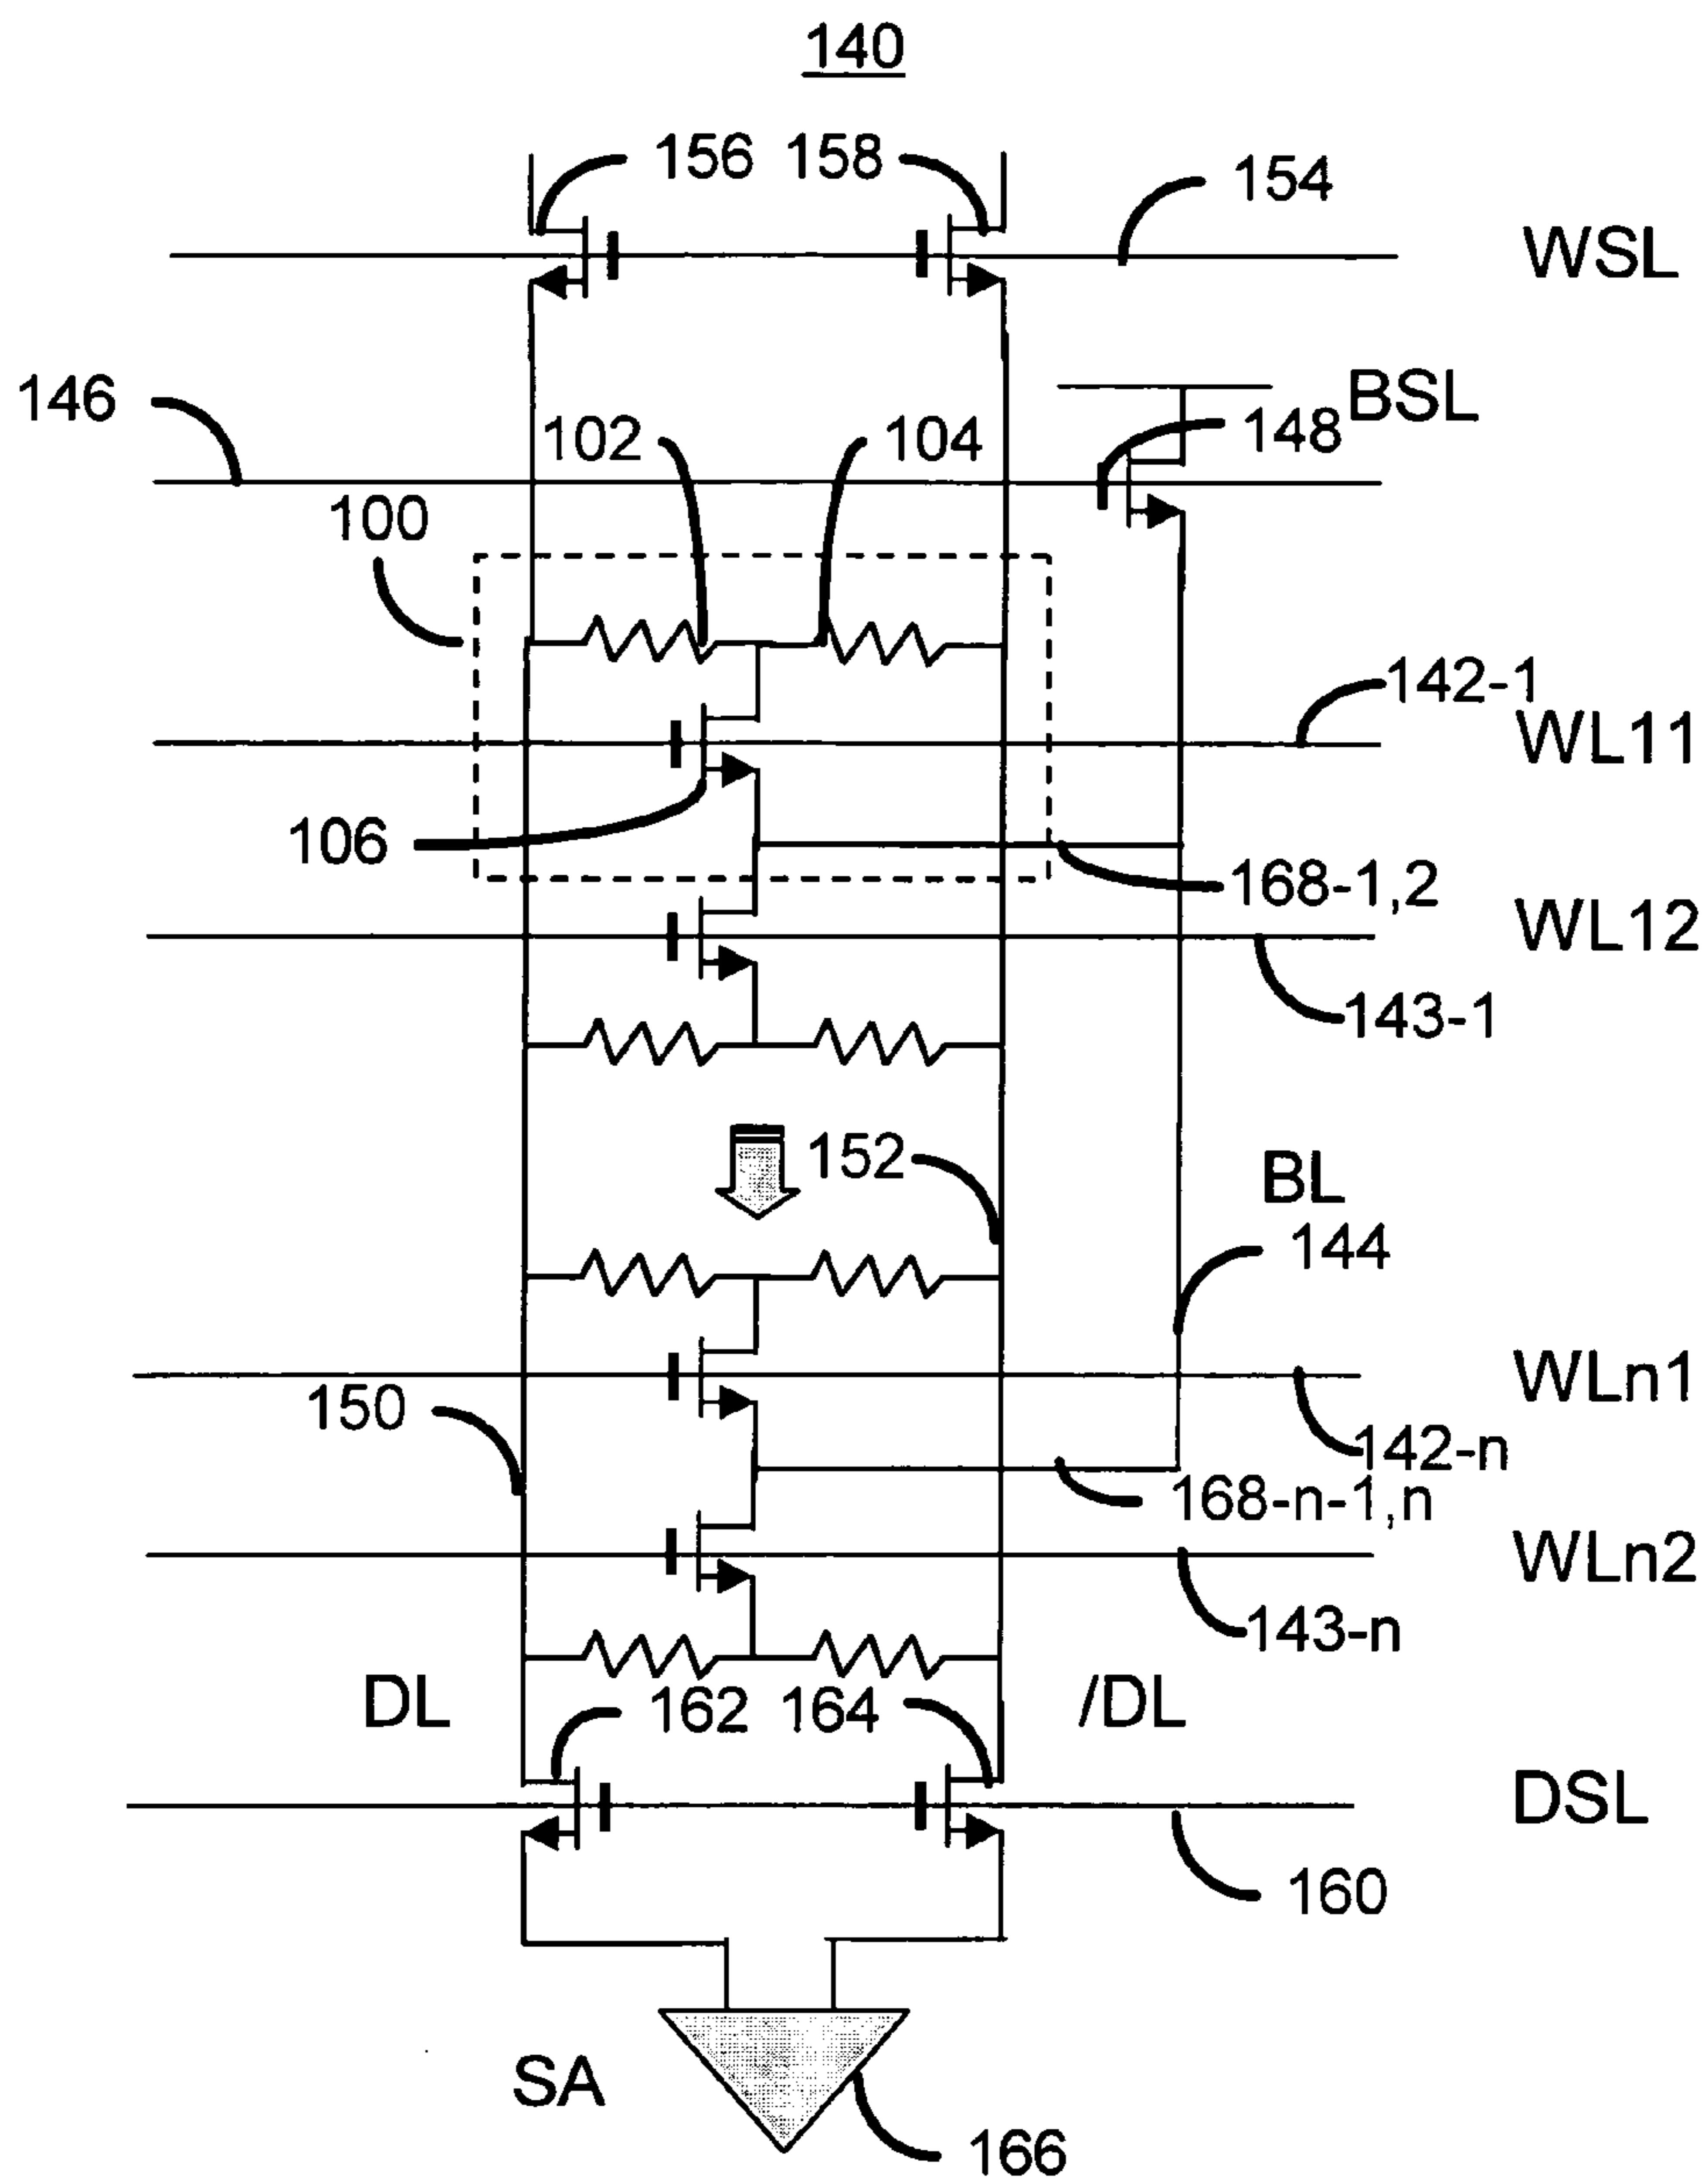 140
156 158 154
WSL
146
102 104 148 BSL
100
142-1
WL11
106
168-1,2
WL12
143-1
152
BL
144
WLn1
150
142-n
168-n-1,n
WLn2
143-n
DL 162 164 /DL
DSL
160
SA
166